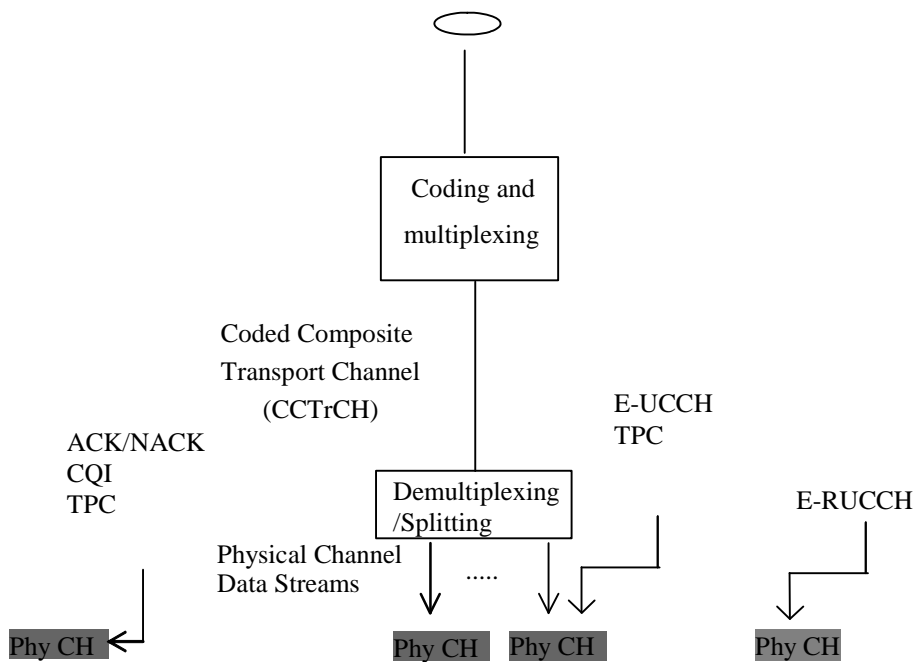 Coding and
multiplexing
Coded Composite
Transport Channel
(CCTrCH)
E-UCCH
TPC
ACK/NACK
CQI
TPC
Demultiplexing
/Splitting
E-RUCCH
Physical Channel
Data Streams
.....
Phy CH
Phy CH
Phy CH
Phy CH